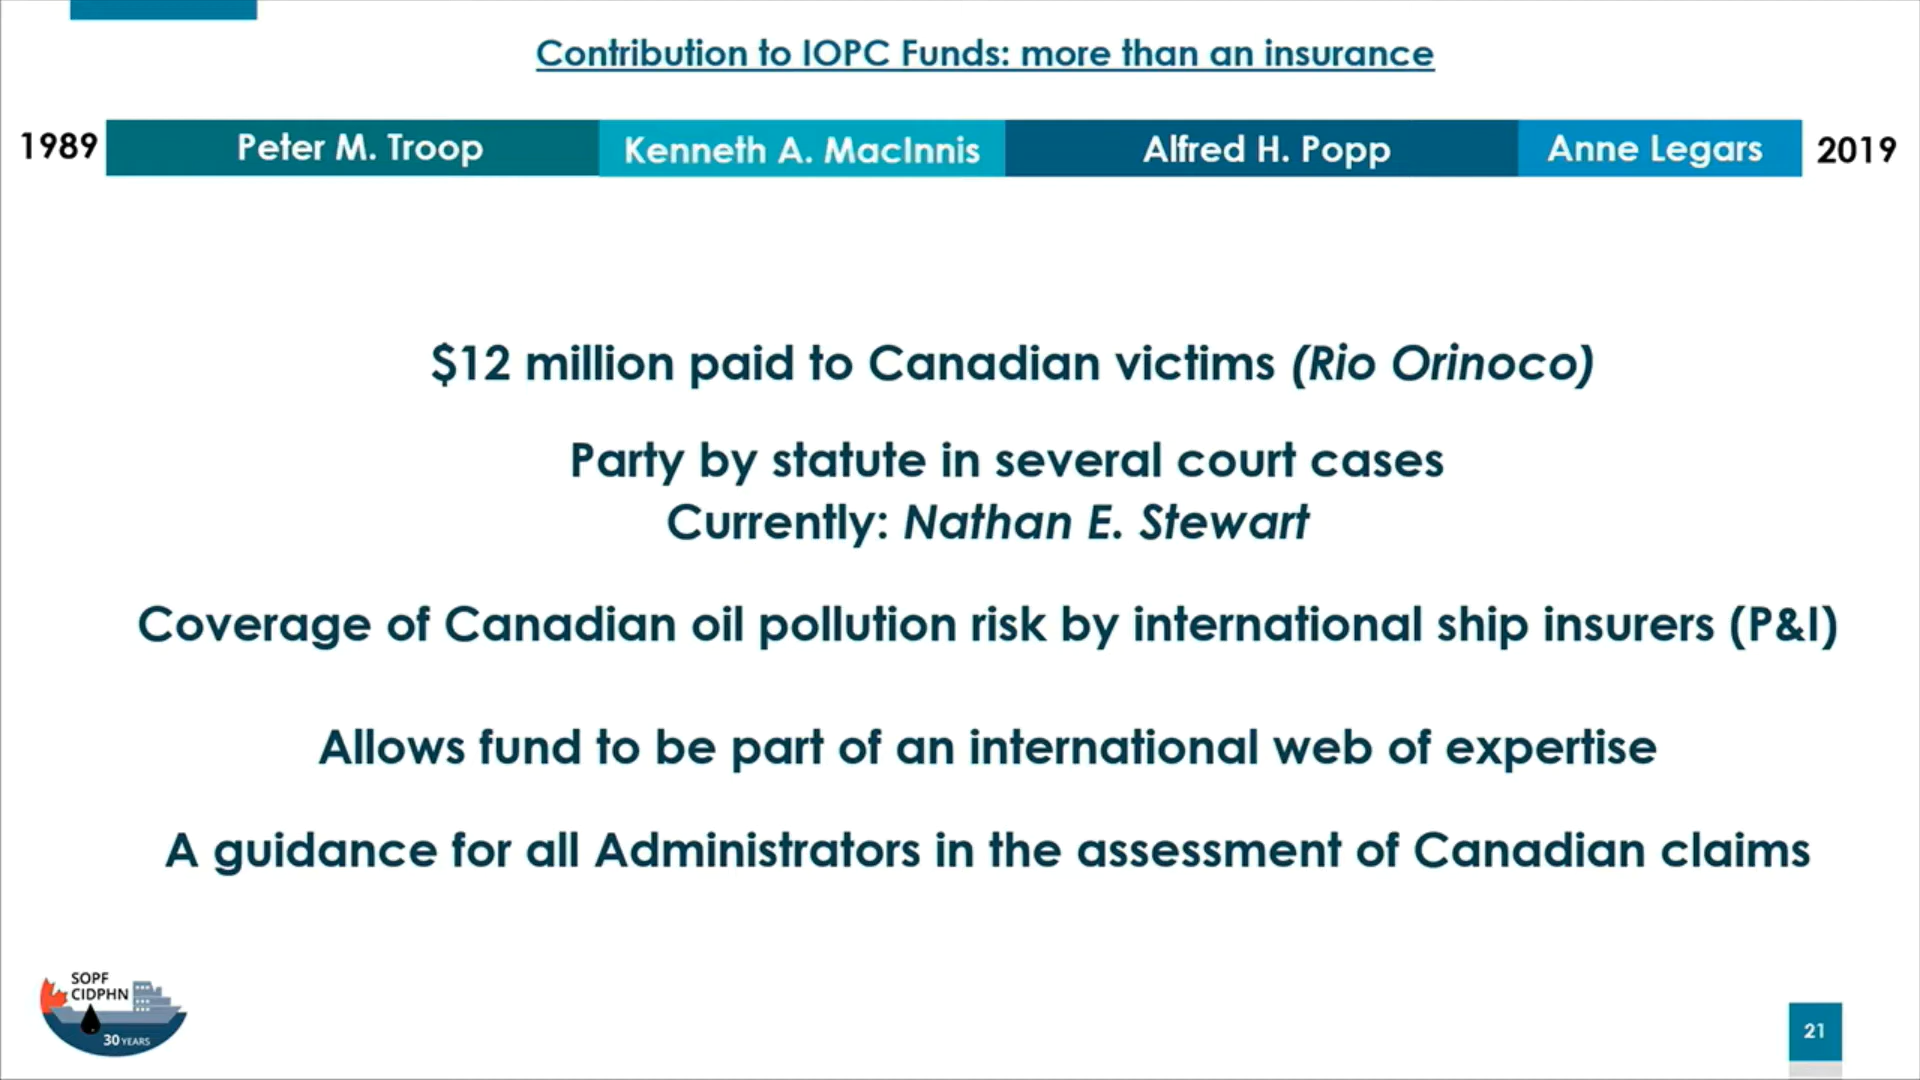 Contribution to IOPC Funds: more than an insurance
1989 Peter M. Troop Kenneth A. MacInnis Alfred H. Popp Anne Legars 2019
$12 million paid to Canadian victims (Rio Orinoco)
Party by statute in several court cases
Currently: Nathan E. Stewart
Coverage of Canadian oil pollution risk by international ship insurers (P&I)
Allows fund to be part of an international web of expertise
A guidance for all Administrators in the assessment of Canadian claims
SOPF
CIDPHN
30 YEARS
21